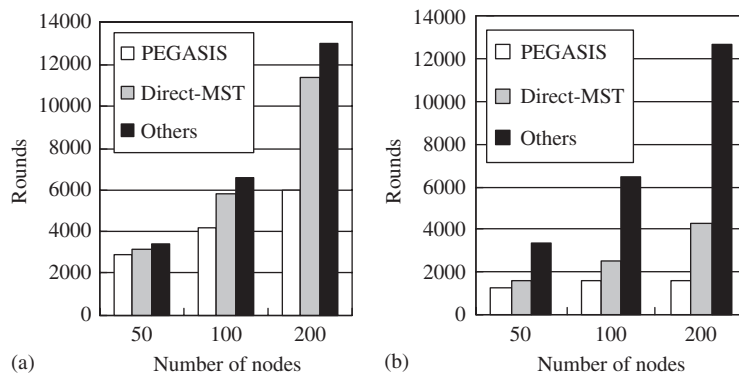 14000
12000
10000
8000
6000
4000
2000
0
Rounds
PEGASIS
Direct-MST
Others
50 100 200
(a) Number of nodes
14000
12000
10000
8000
6000
4000
2000
0
Rounds
PEGASIS
Direct-MST
Others
50 100 200
(b) Number of nodes